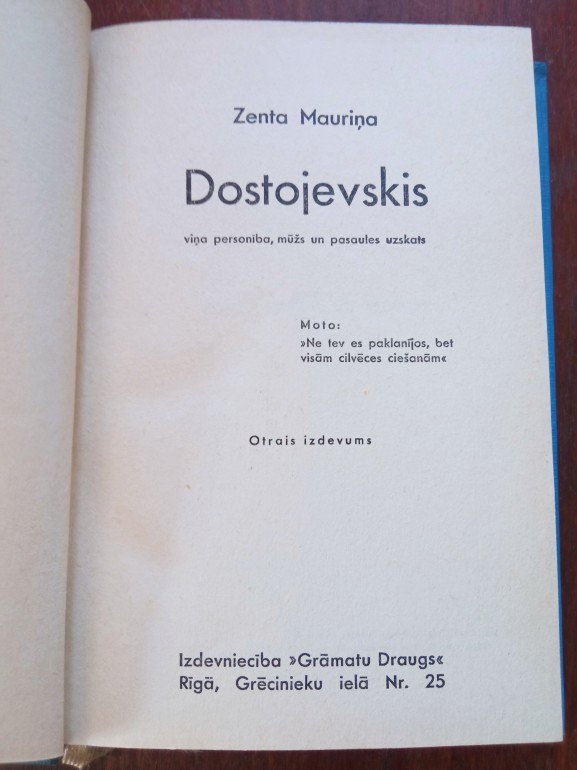 Zenta Mauriņa
Dostojevskis
viņa personība, mūžs un pasaules uzskats
Moto:
»Ne tev es paklanījos, bet
visām cilvēces ciešanām«
Otrais izdevums
Izdevniecība »Grāmatu Draugs«
Rīgā, Grēcinieku ielā Nr. 25